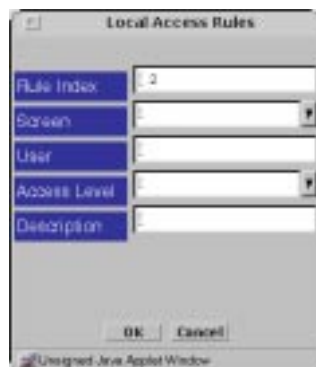 Local Access Rules
Rule Index 2
Screen
User
Access Level
Description
OK Cancel
Unsigned Java Applet Window